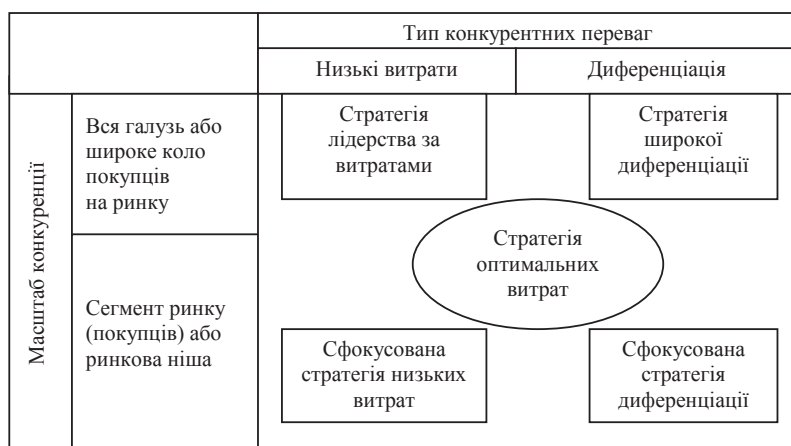 Тип конкурентних переваг
Низькі витрати
Диференціація
Масштаб конкуренції
Вся галузь або
широке коло
покупців
на ринку
Стратегія
лідерства за
витратами
Стратегія
широкої
диференціації
Стратегія
оптимальних
витрат
Сегмент ринку
(покупців) або
ринкова ніша
Сфокусована
стратегія низьких
витрат
Сфокусована
стратегія
диференціації